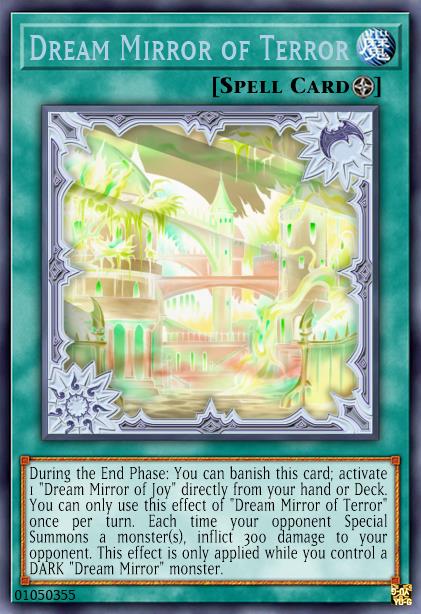 Dream Mirror of Terror 魔
[Spell Card]
During the End Phase: You can banish this card; activate
1 "Dream Mirror of Joy" directly from your hand or Deck.
You can only use this effect of "Dream Mirror of Terror"
once per turn. Each time your opponent Special
Summons a monster(s), inflict 300 damage to your
opponent. This effect is only applied while you control a
DARK "Dream Mirror" monster.
01050355